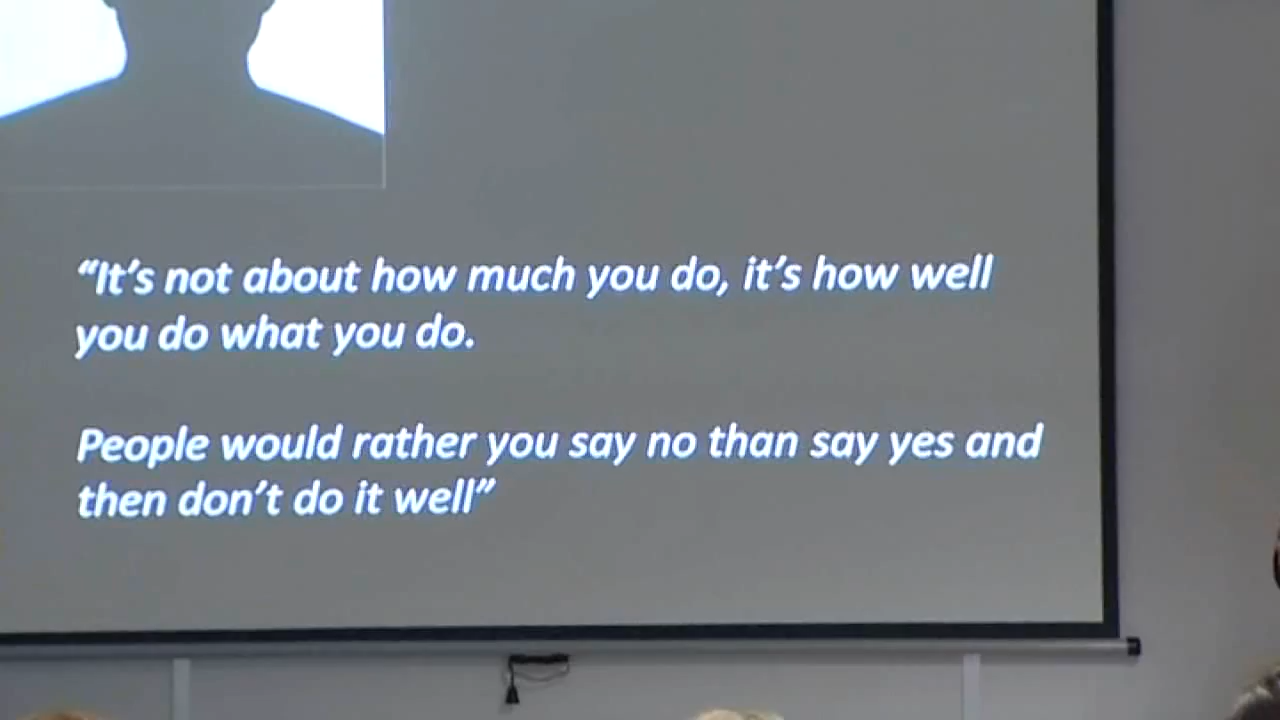 “It’s not about how much you do, it’s how well
you do what you do.
People would rather you say no than say yes and
then don’t do it well”